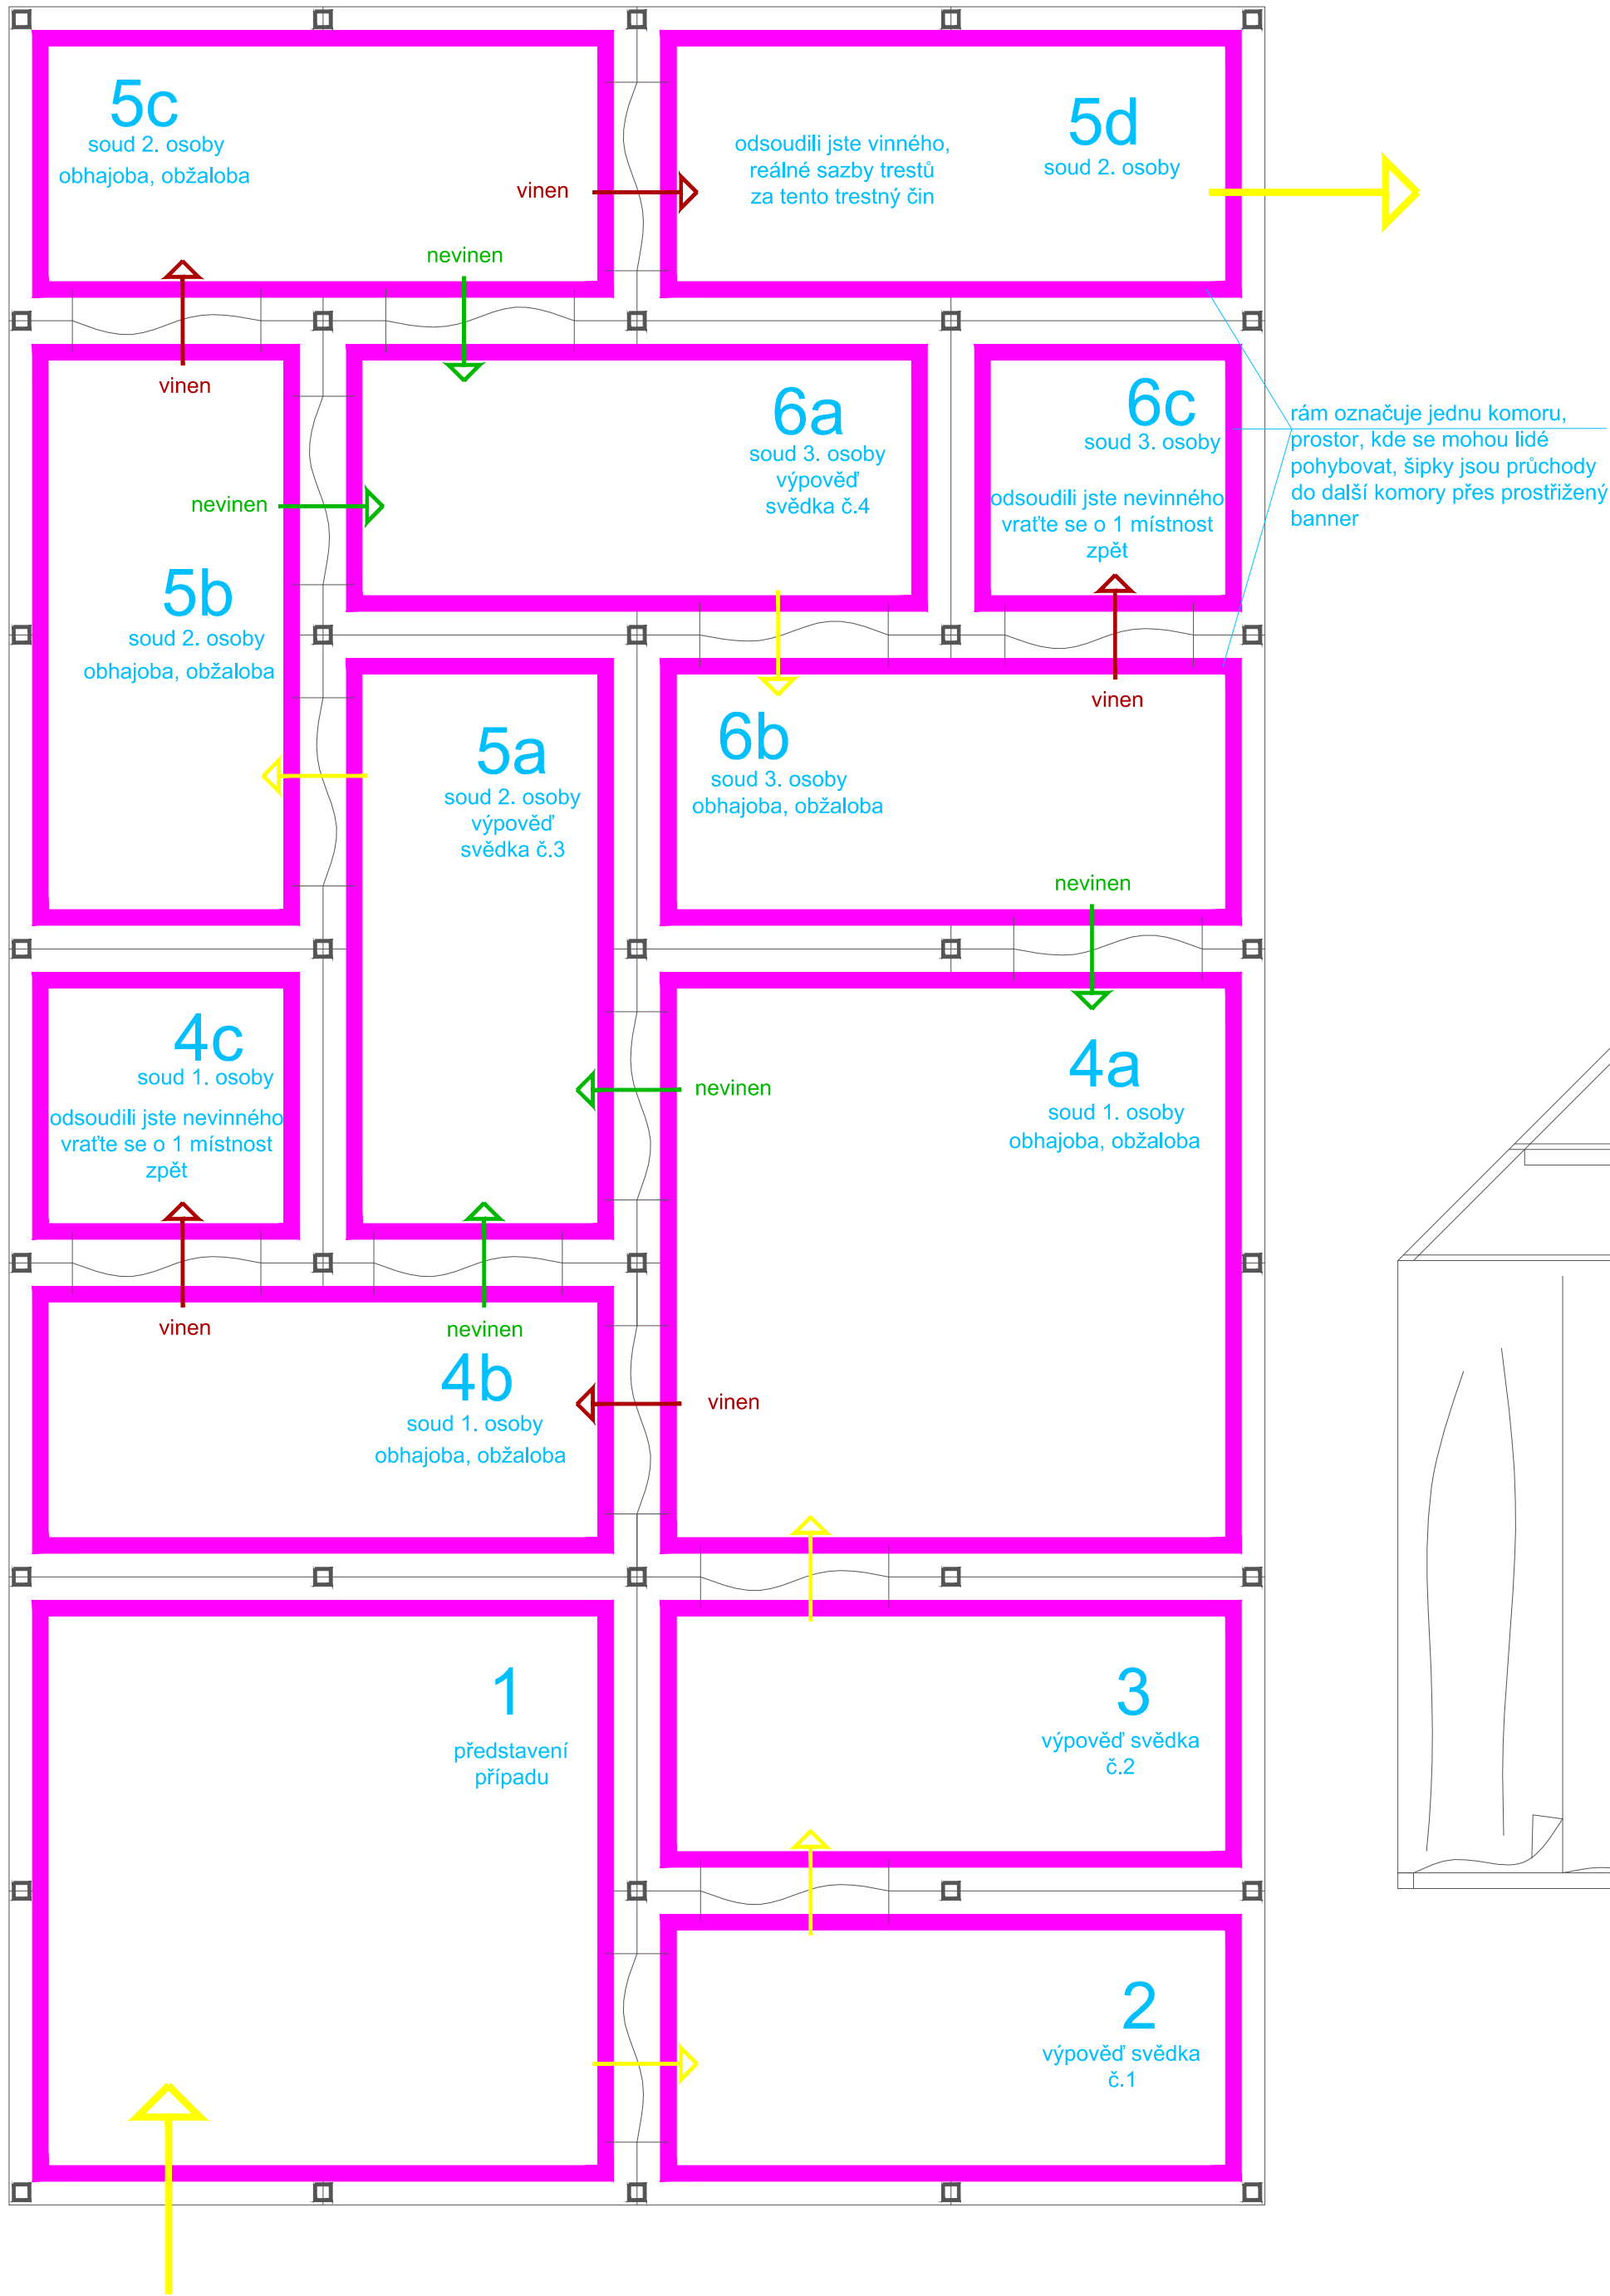 5c
soud 2. osoby
obhajoba, obžaloba
vinen
nevinen
odsoudili jste vinného,
reálné sazby trestů
za tento trestný čin
5d
soud 2. osoby
vinen
nevinen
6a
soud 3. osoby
výpověď
svědka č.4
6c
soud 3. osoby
odsoudili jste nevinného
vraťte se o 1 místnost
zpět
rám označuje jednu komoru,
prostor, kde se mohou lidé
pohybovat, šipky jsou průchody
do další komory přes prostřižený
banner
5b
soud 2. osoby
obhajoba, obžaloba
vinen
5a
soud 2. osoby
výpověď
svědka č.3
6b
soud 3. osoby
obhajoba, obžaloba
nevinen
4c
soud 1. osoby
odsoudili jste nevinného
vraťte se o 1 místnost
zpět
nevinen
4a
soud 1. osoby
obhajoba, obžaloba
vinen
nevinen
4b
soud 1. osoby
obhajoba, obžaloba
vinen
1
představení
případu
3
výpověď svědka
č.2
2
výpověď svědka
č.1